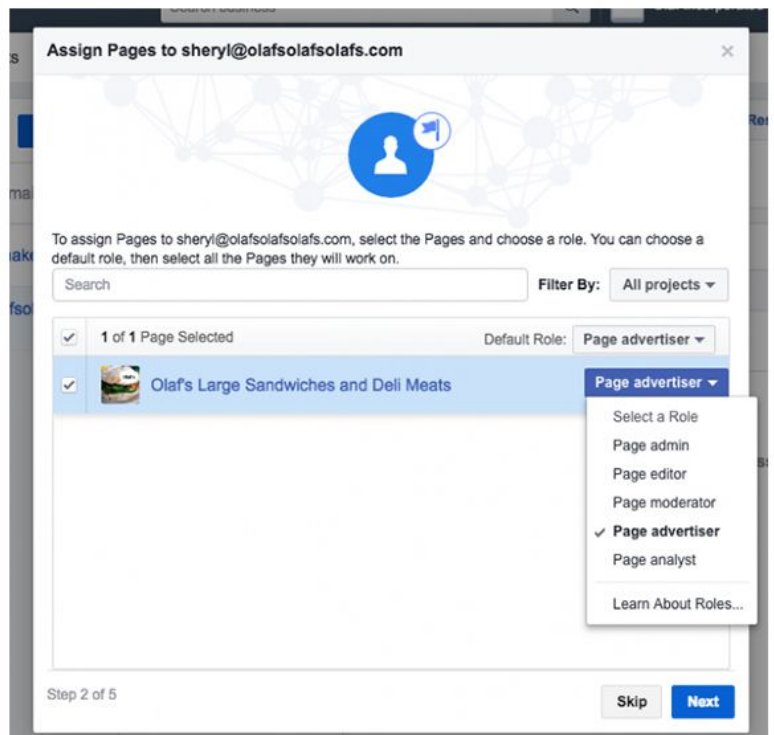 Search business
Assign Pages to sheryl@olafsolafsolafs.com
To assign Pages to sheryl@olafsolafsolafs.com, select the Pages and choose a role. You can choose a
default role, then select all the Pages they will work on.
Search
Filter By: All projects
1 of 1 Page Selected
Default Role: Page advertiser
Olaf's Large Sandwiches and Deli Meats
Page advertiser
Select a Role
Page admin
Page editor
Page moderator
Page advertiser
Page analyst
Learn About Roles...
Step 2 of 5
Skip
Next